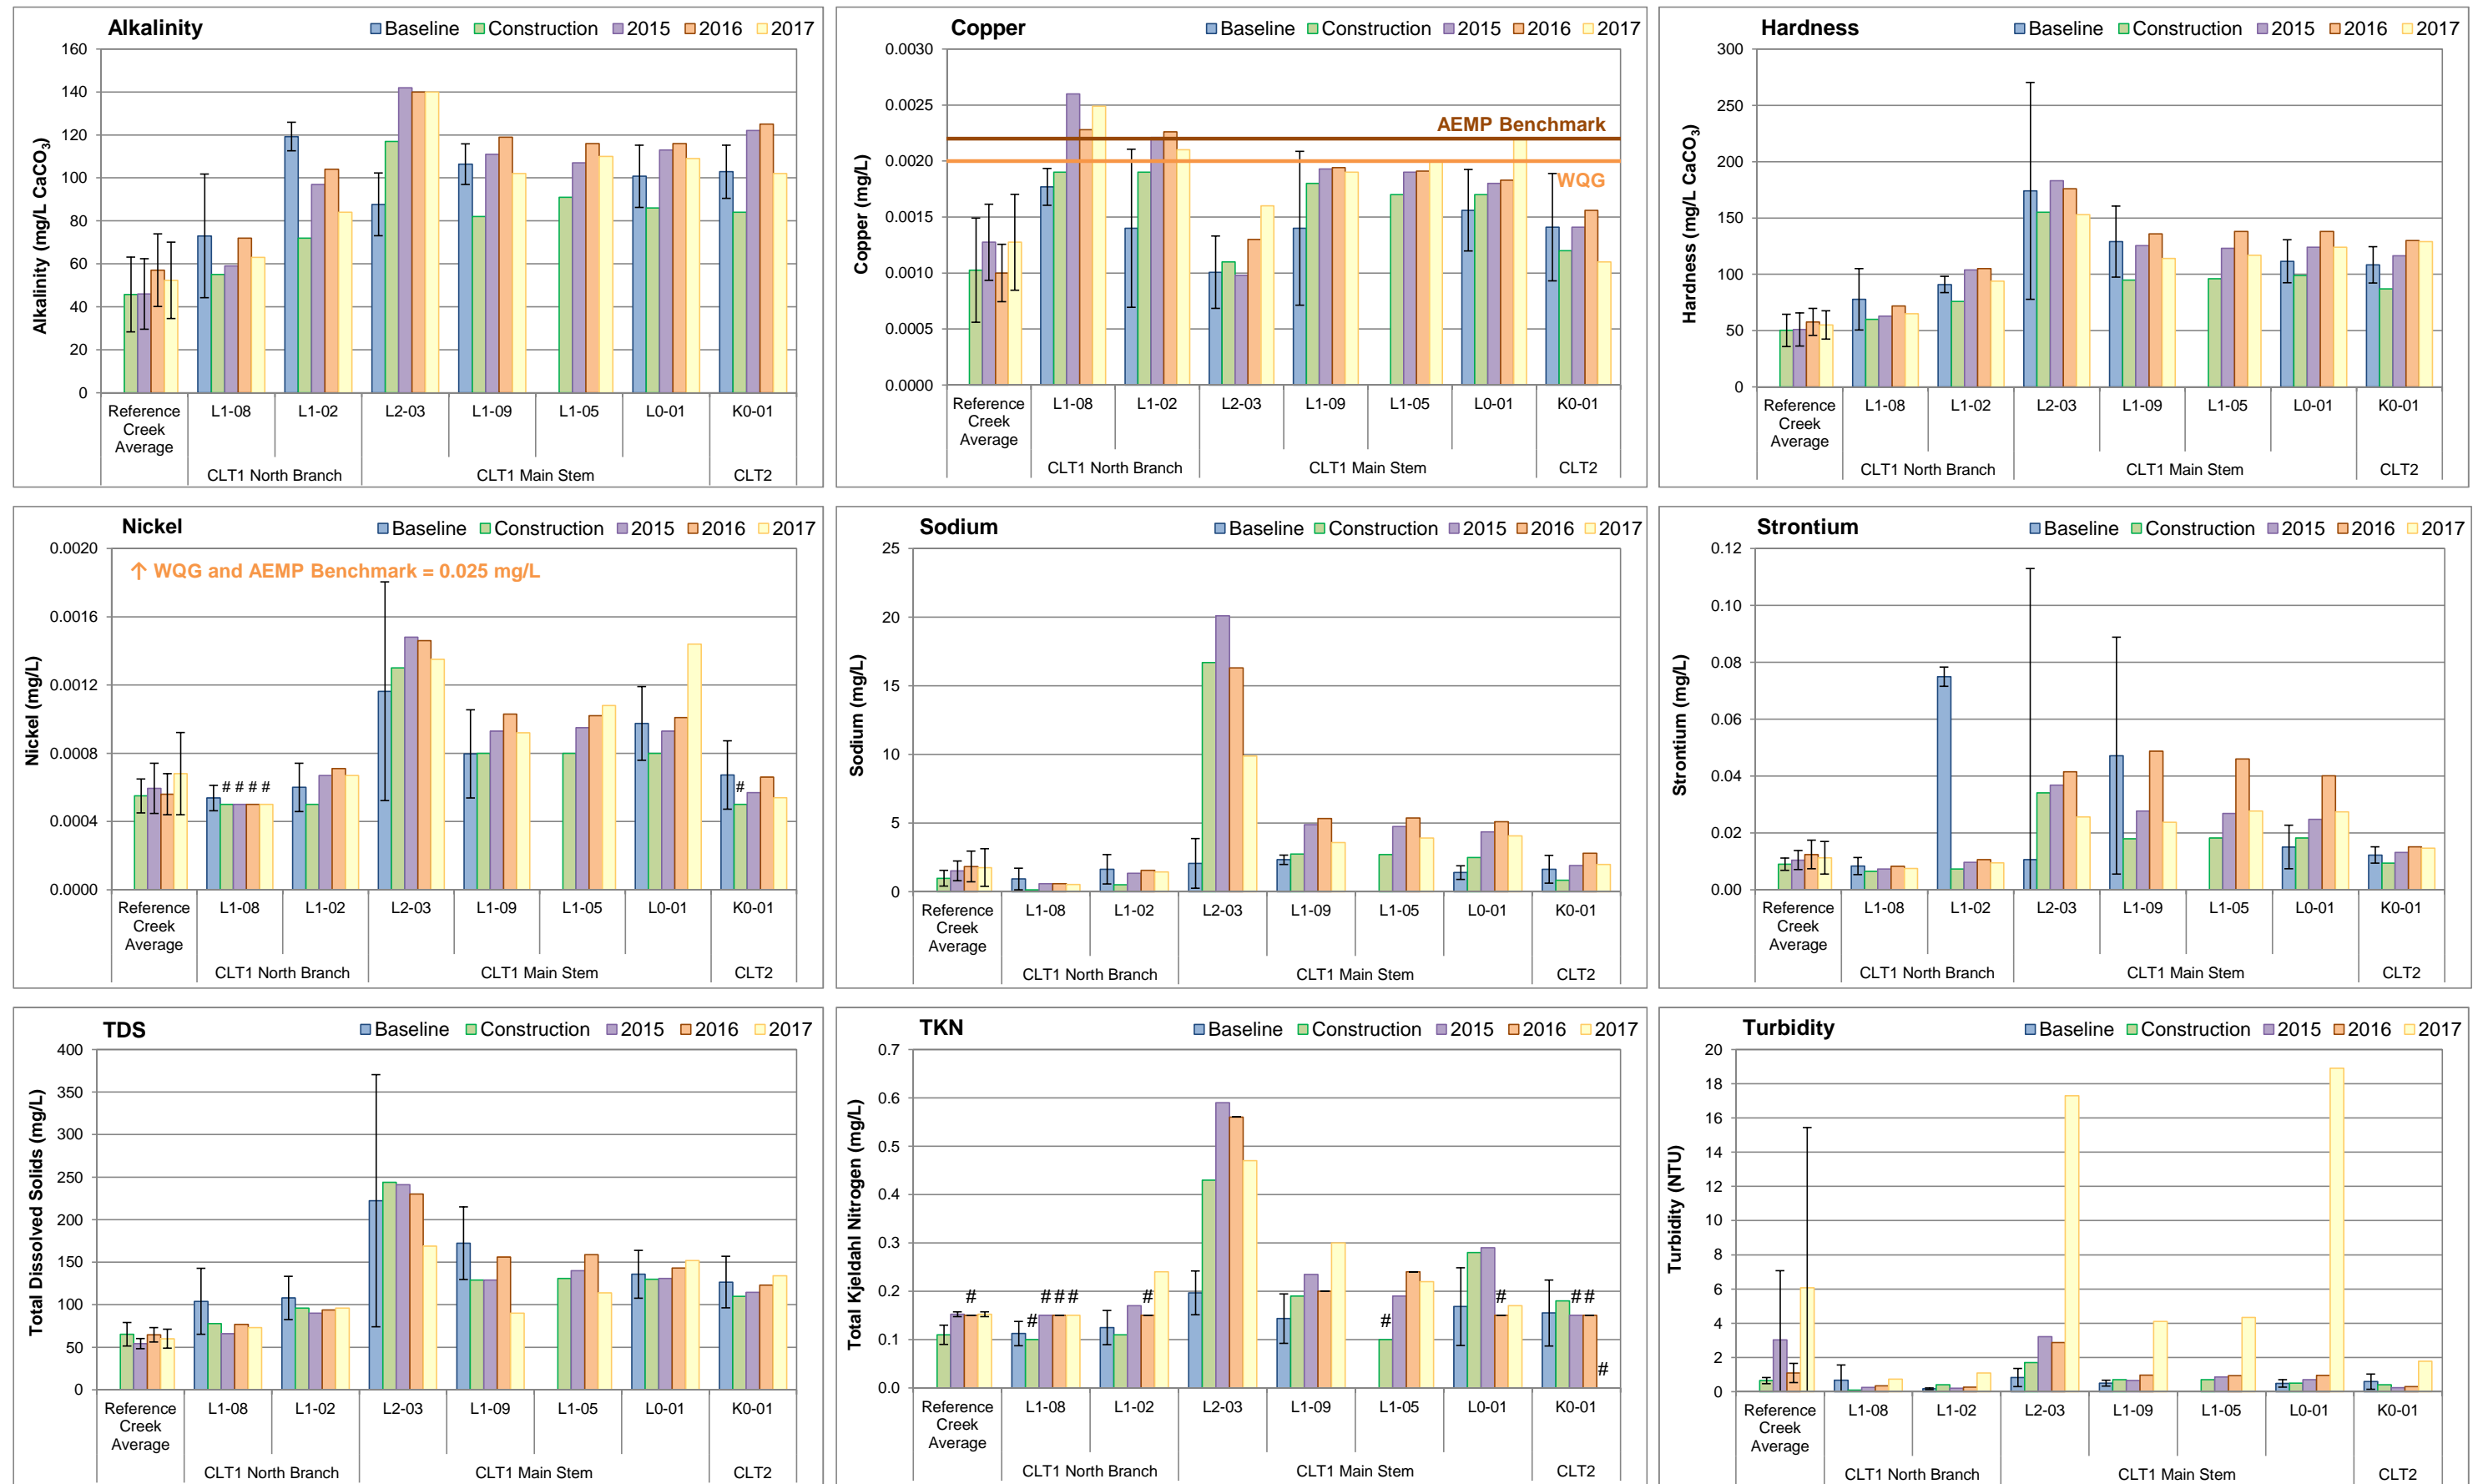 Alkalinity
Baseline Construction 2015 2016 2017
Alkalinity (mg/L CaCO3)
160
140
120
100
80
60
40
20
0
Reference Creek Average L1-08 L1-02 L2-03 L1-09 L1-05 L0-01 K0-01
CLT1 North Branch CLT1 Main Stem CLT2
Copper
Baseline Construction 2015 2016 2017
Copper (mg/L)
0.0030
0.0025
0.0020
0.0015
0.0010
0.0005
0.0000
AEMP Benchmark
WQG
Reference Creek Average L1-08 L1-02 L2-03 L1-09 L1-05 L0-01 K0-01
CLT1 North Branch CLT1 Main Stem CLT2
Hardness
Baseline Construction 2015 2016 2017
Hardness (mg/L CaCO3)
300
250
200
150
100
50
0
Reference Creek Average L1-08 L1-02 L2-03 L1-09 L1-05 L0-01 K0-01
CLT1 North Branch CLT1 Main Stem CLT2
Nickel
Baseline Construction 2015 2016 2017
↑ WQG and AEMP Benchmark = 0.025 mg/L
Nickel (mg/L)
0.0020
0.0016
0.0012
0.0008
0.0004
0.0000
# # # #
#
Reference Creek Average L1-08 L1-02 L2-03 L1-09 L1-05 L0-01 K0-01
CLT1 North Branch CLT1 Main Stem CLT2
Sodium
Baseline Construction 2015 2016 2017
Sodium (mg/L)
25
20
15
10
5
0
Reference Creek Average L1-08 L1-02 L2-03 L1-09 L1-05 L0-01 K0-01
CLT1 North Branch CLT1 Main Stem CLT2
Strontium
Baseline Construction 2015 2016 2017
Strontium (mg/L)
0.12
0.10
0.08
0.06
0.04
0.02
0.00
Reference Creek Average L1-08 L1-02 L2-03 L1-09 L1-05 L0-01 K0-01
CLT1 North Branch CLT1 Main Stem CLT2
TDS
Baseline Construction 2015 2016 2017
Total Dissolved Solids (mg/L)
400
350
300
250
200
150
100
50
0
Reference Creek Average L1-08 L1-02 L2-03 L1-09 L1-05 L0-01 K0-01
CLT1 North Branch CLT1 Main Stem CLT2
TKN
Baseline Construction 2015 2016 2017
Total Kjeldahl Nitrogen (mg/L)
0.7
0.6
0.5
0.4
0.3
0.2
0.1
0.0
# # # # # # # # # # #
Reference Creek Average L1-08 L1-02 L2-03 L1-09 L1-05 L0-01 K0-01
CLT1 North Branch CLT1 Main Stem CLT2
Turbidity
Baseline Construction 2015 2016 2017
Turbidity (NTU)
20
18
16
14
12
10
8
6
4
2
0
Reference Creek Average L1-08 L1-02 L2-03 L1-09 L1-05 L0-01 K0-01
CLT1 North Branch CLT1 Main Stem CLT2